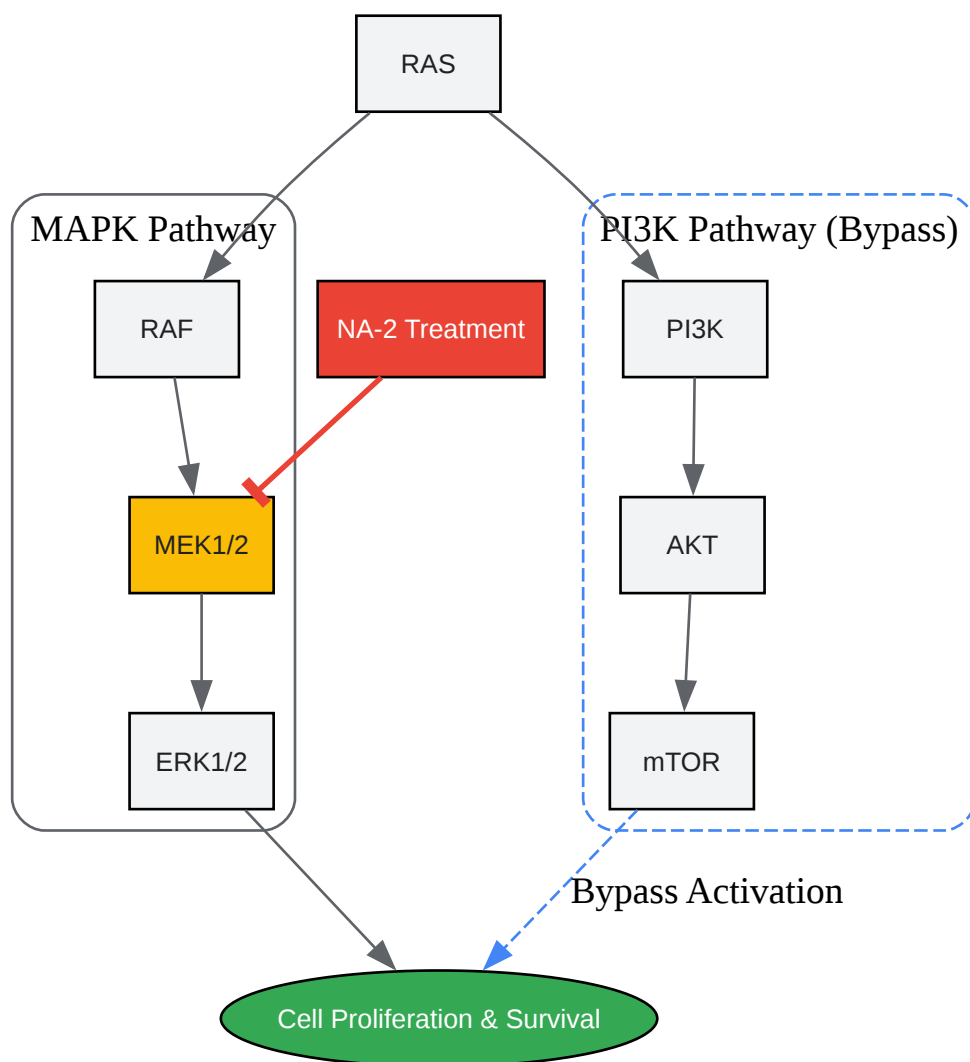 RAS
MAPK Pathway
PI3K Pathway (Bypass)
RAF
NA-2 Treatment
PI3K
MEK1/2
AKT
ERK1/2
mTOR
Bypass Activation
Cell Proliferation & Survival